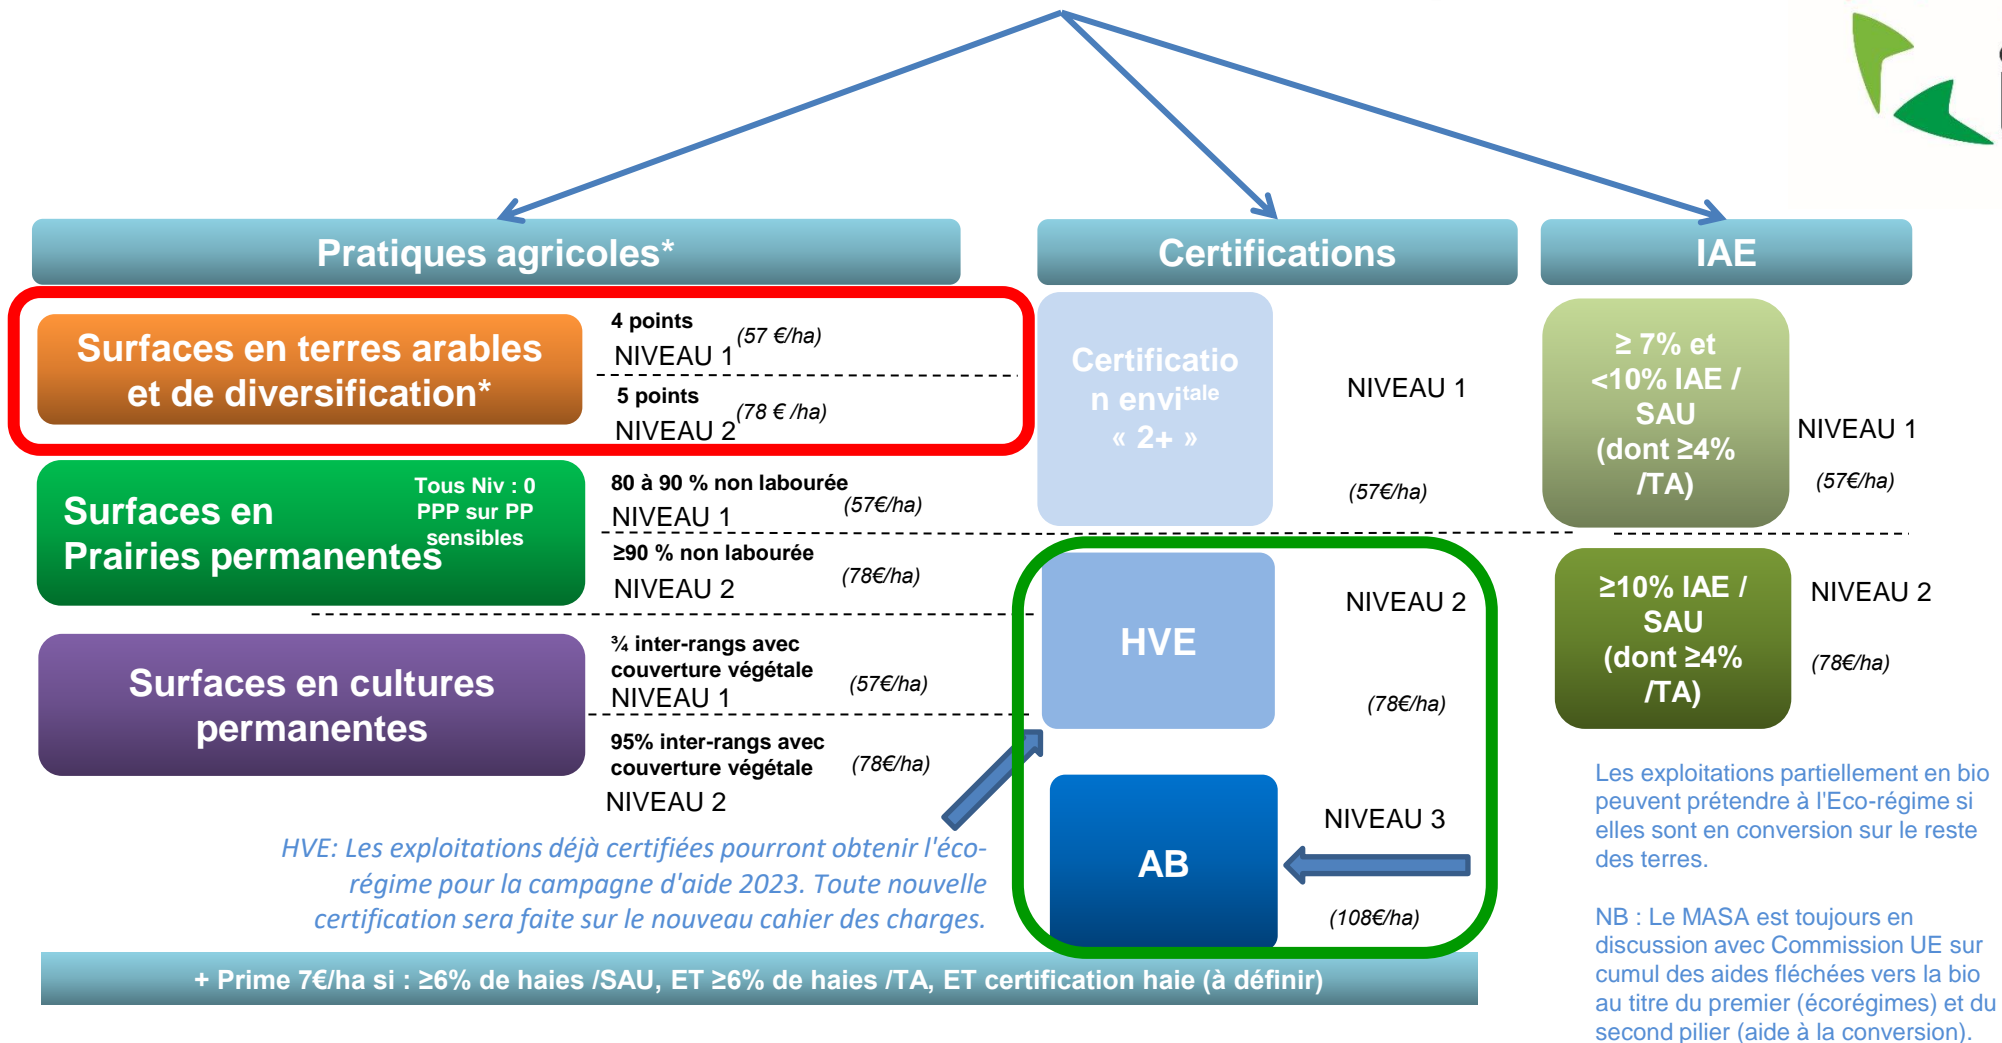 Pratiques agricoles*
Certifications
IAE
Surfaces en terres arables
et de diversification*
4 points
NIVEAU 1
(57 €/ha)
5 points
NIVEAU 2
(78 € /ha)
Surfaces en
Prairies permanentes
Tous Niv : 0
PPP sur PP
sensibles
80 à 90 % non labourée
NIVEAU 1
(57€/ha)
≥90 % non labourée
NIVEAU 2
(78€/ha)
Surfaces en cultures
permanentes
¾ inter-rangs avec
couverture végétale
NIVEAU 1
(57€/ha)
95% inter-rangs avec
couverture végétale
NIVEAU 2
(78€/ha)
Certificatio
n envitale
« 2+ »
NIVEAU 1
(57€/ha)
HVE
NIVEAU 2
(78€/ha)
AB
NIVEAU 3
(108€/ha)
≥ 7% et
<10% IAE /
SAU
(dont ≥4%
/TA)
NIVEAU 1
(57€/ha)
≥10% IAE /
SAU
(dont ≥4%
/TA)
NIVEAU 2
(78€/ha)
HVE: Les exploitations déjà certifiées pourront obtenir l'éco-
régime pour la campagne d'aide 2023. Toute nouvelle
certification sera faite sur le nouveau cahier des charges.
+ Prime 7€/ha si : ≥6% de haies /SAU, ET ≥6% de haies /TA, ET certification haie (à définir)
Les exploitations partiellement en bio
peuvent prétendre à l'Eco-régime si
elles sont en conversion sur le reste
des terres.
NB : Le MASA est toujours en
discussion avec Commission UE sur
cumul des aides fléchées vers la bio
au titre du premier (écorégimes) et du
second pilier (aide à la conversion).